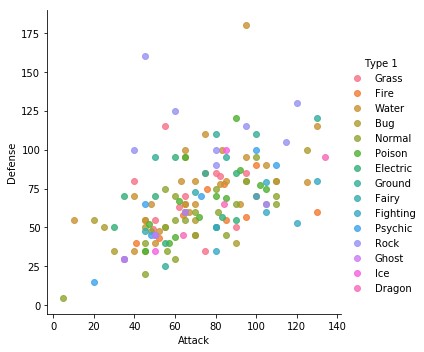 175
150
125
100
75
50
25
0
Defense
0
20
40
60
80
100
120
140
Attack
Type 1
Grass
Fire
Water
Bug
Normal
Poison
Electric
Ground
Fairy
Fighting
Psychic
Rock
Ghost
Ice
Dragon